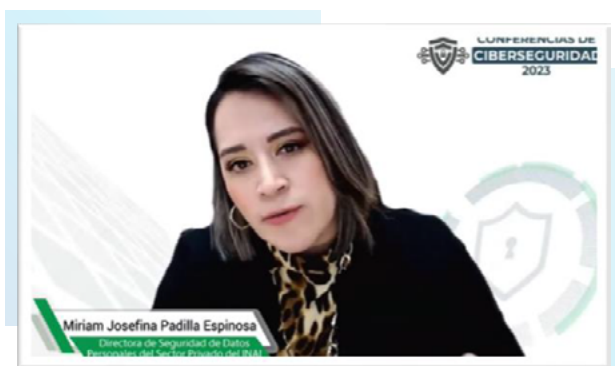 CONFERENCIAS DE
CIBERSEGURIDAD
2023
Miriam Josefina Padilla Espinosa
Directora de Seguridad de Datos
Personales del Sector Privado del INAI